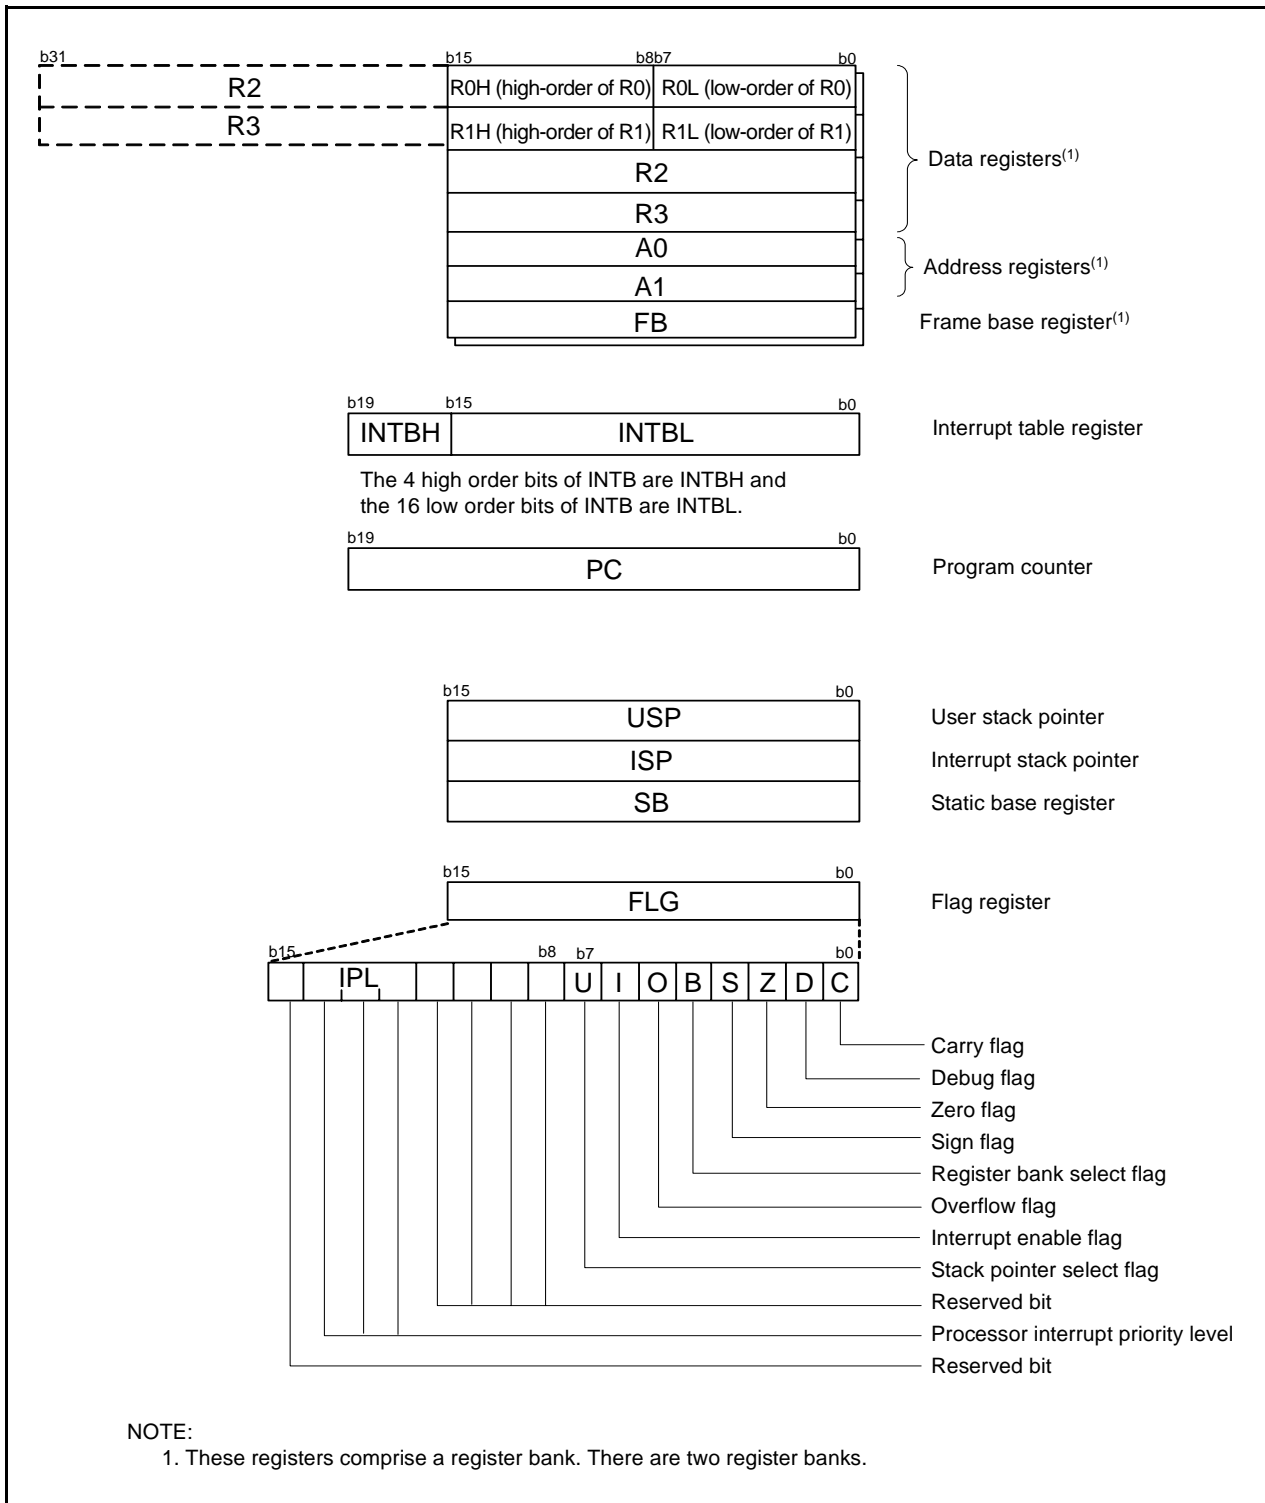 b31 b15 b8b7 b0
R2 R0H (high-order of R0) R0L (low-order of R0)
R3 R1H (high-order of R1) R1L (low-order of R1)
Data registers(1)
R2
R3
A0
Address registers(1)
A1
FB Frame base register(1)
b19 b15 b0
INTBH INTBL Interrupt table register
The 4 high order bits of INTB are INTBH and
the 16 low order bits of INTB are INTBL.
b19 b0
PC Program counter
b15 b0
USP User stack pointer
ISP Interrupt stack pointer
SB Static base register
b15 b0
FLG Flag register
b15 b8 b7 b0
IPL U I O B S Z D C
Carry flag
Debug flag
Zero flag
Sign flag
Register bank select flag
Overflow flag
Interrupt enable flag
Stack pointer select flag
Reserved bit
Processor interrupt priority level
Reserved bit
NOTE:
1. These registers comprise a register bank. There are two register banks.